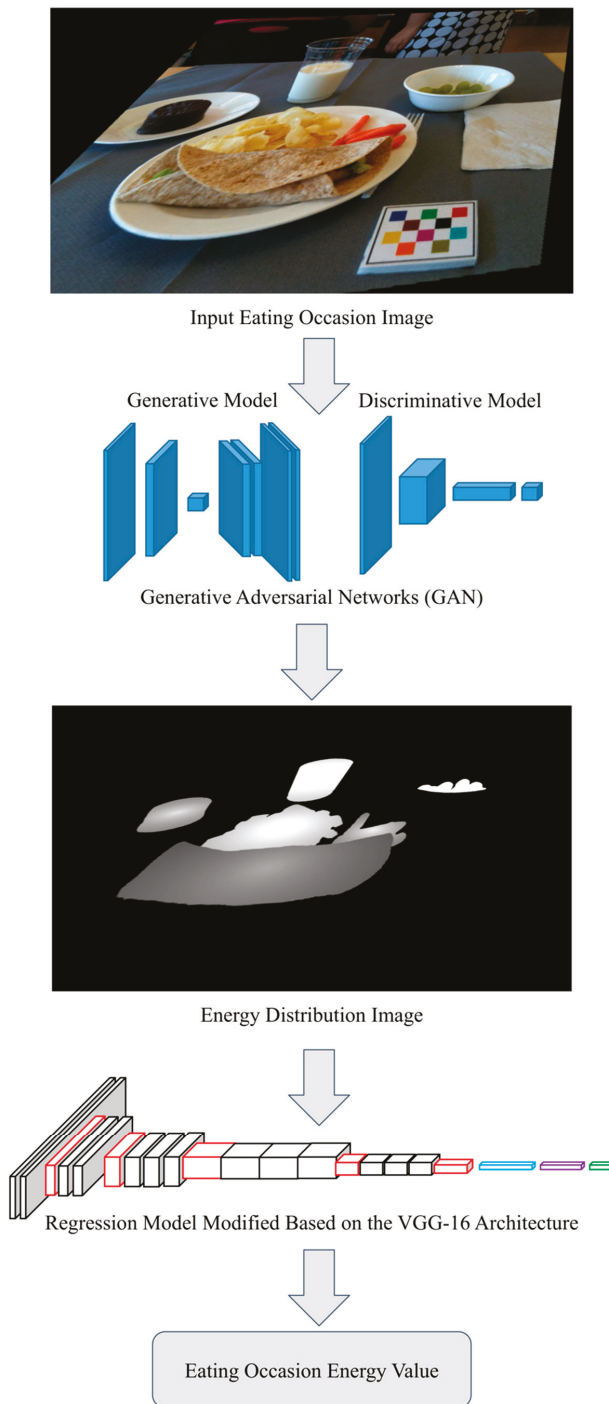 Input Eating Occasion Image
Generative Model
Discriminative Model
Generative Adversarial Networks (GAN)
Energy Distribution Image
Regression Model Modified Based on the VGG-16 Architecture
Eating Occasion Energy Value